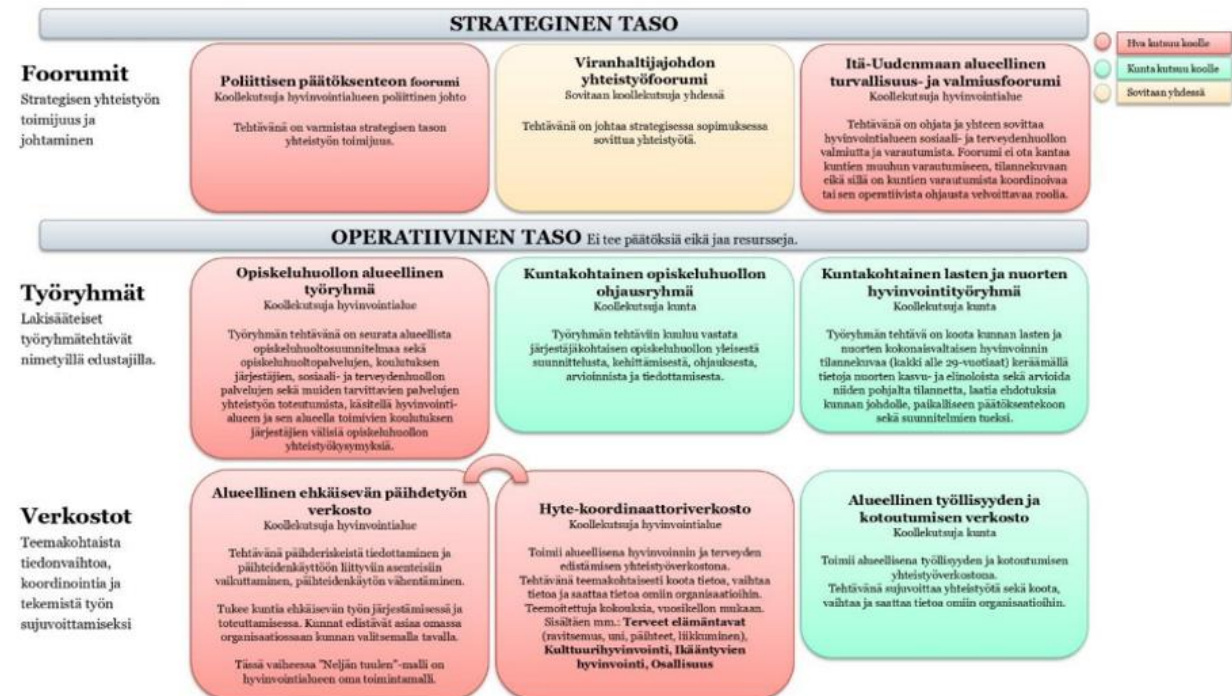 STRATEGINEN TASO
Hva kutsuu koolle
Kunta kutsuu koolle
Sovitaan yhdessä
Foorumit
Strategisen yhteistyön
toimijuus ja
johtaminen
Poliittisen päätöksenteon foorumi
Koollekutsuja hyvinvointialueen poliittinen johto
Tehtävänä on varmistaa strategisen tason
yhteistyön toimijuus.
Viranhaltijajohdon
yhteistyöfoorumi
Sovitaan koollekutsuja yhdessä
Tehtävänä on johtaa strategisessa sopimuksessa
sovittua yhteistyötä.
Itä-Uudenmaan alueellinen
turvallisuus- ja valmiusfoorumi
Koollekutsuja hyvinvointialue
Tehtävänä on ohjata ja yhteen sovittaa
hyvinvointialueen sosiaali- ja terveydenhuollon
valmiutta ja varautumista. Foorumi ei ota kantaa
kuntien muuhun varautumiseen, tilannekuvaan
eikä sillä on kuntien varautumista koordinoivaa
tai sen operatiivista ohjausta velvoittavaa roolia.
OPERATIIVINEN TASO Ei tee päätöksiä eikä jaa resursseja.
Työryhmät
Lakisääteiset
työryhmätehtävät
nimetyillä edustajilla.
Opiskeluhuollon alueellinen
työryhmä
Koollekutsuja hyvinvointialue
Työryhmän tehtävänä on seurata alueellista
opiskeluhuoltosuunnitelmaa sekä
opiskeluhuoltopalvelujen, koulutuksen
järjestäjien, sosiaali- ja terveydenhuollon
palvelujen sekä muiden tarvittavien palvelujen
yhteistyön toteutumista, käsitellä hyvinvointi-
alueen ja sen alueella toimivien koulutuksen
järjestäjien välisiä opiskeluhuollon
yhteistyökysymyksiä.
Kuntakohtainen opiskeluhuollon
ohjausryhmä
Koollekutsuja kunta
Työryhmän tehtäviin kuuluu vastata
järjestäjäkohtaisen opiskeluhuollon yleisestä
suunnittelusta, kehittämisestä, ohjauksesta,
arvioinnista ja tiedottamisesta.
Kuntakohtainen lasten ja nuorten
hyvinvointityöryhmä
Koollekutsuja kunta
Työryhmän tehtävä on koota kunnan lasten ja
nuorten kokonaisvaltaisen hyvinvoinnin
tilannekuvaa (kakki alle 29-vuotiaat) keräämällä
tietoja nuorten kasvu- ja elinoloista sekä arvioida
niiden pohjalta tilannetta, laatia ehdotuksia
kunnan johdolle, paikalliseen päätöksentekoon
sekä suunnitelmien tueksi.
Verkostot
Teemakohtaista
tiedonvaihtoa,
koordinointia ja
tekemistä työn
sujuvoittamiseksi
Alueellinen ehkäisevän päihdetyön
verkosto
Koollekutsuja hyvinvointialue
Tehtävänä päihderiskeistä tiedottaminen ja
päihteidenkäyttöön liittyviin asenteisiin
vaikuttaminen, päihteidenkäytön vähentäminen.
Tukee kuntia ehkäisevän työn järjestämisessä ja
toteuttamisessa. Kunnat edistävät asiaa omassa
organisaatiossaan kunnan valitsemalla tavalla.
Tässä vaiheessa "Neljän tuulen"-malli on
hyvinvointialueen oma toimintamalli.
Hyte-koordinaattoriverkosto
Koollekutsuja hyvinvointialue
Toimii alueellisena hyvinvoinnin ja terveyden
edistämisen yhteistyöverkostona.
Tehtävänä teemakohtaisesti koota tietoa, vaihtaa
tietoa ja saattaa tietoa omiin organisaatioihin.
Teemoitettuja kokouksia, vuosikellon mukaan.
Sisältäen mm.: Terveet elämäntavat
(ravitsemus, uni, päihteet, liikkuminen),
Kulttuurihyvinvointi, Ikääntyvien
hyvinvointi, Osallisuus
Alueellinen työllisyyden ja
kotoutumisen verkosto
Koollekutsuja kunta
Toimii alueellisena työllisyyden ja kotoutumisen
yhteistyöverkostona.
Tehtävänä sujuvoittaa yhteistyötä sekä koota,
vaihtaa ja saattaa tietoa omiin organisaatioihin.